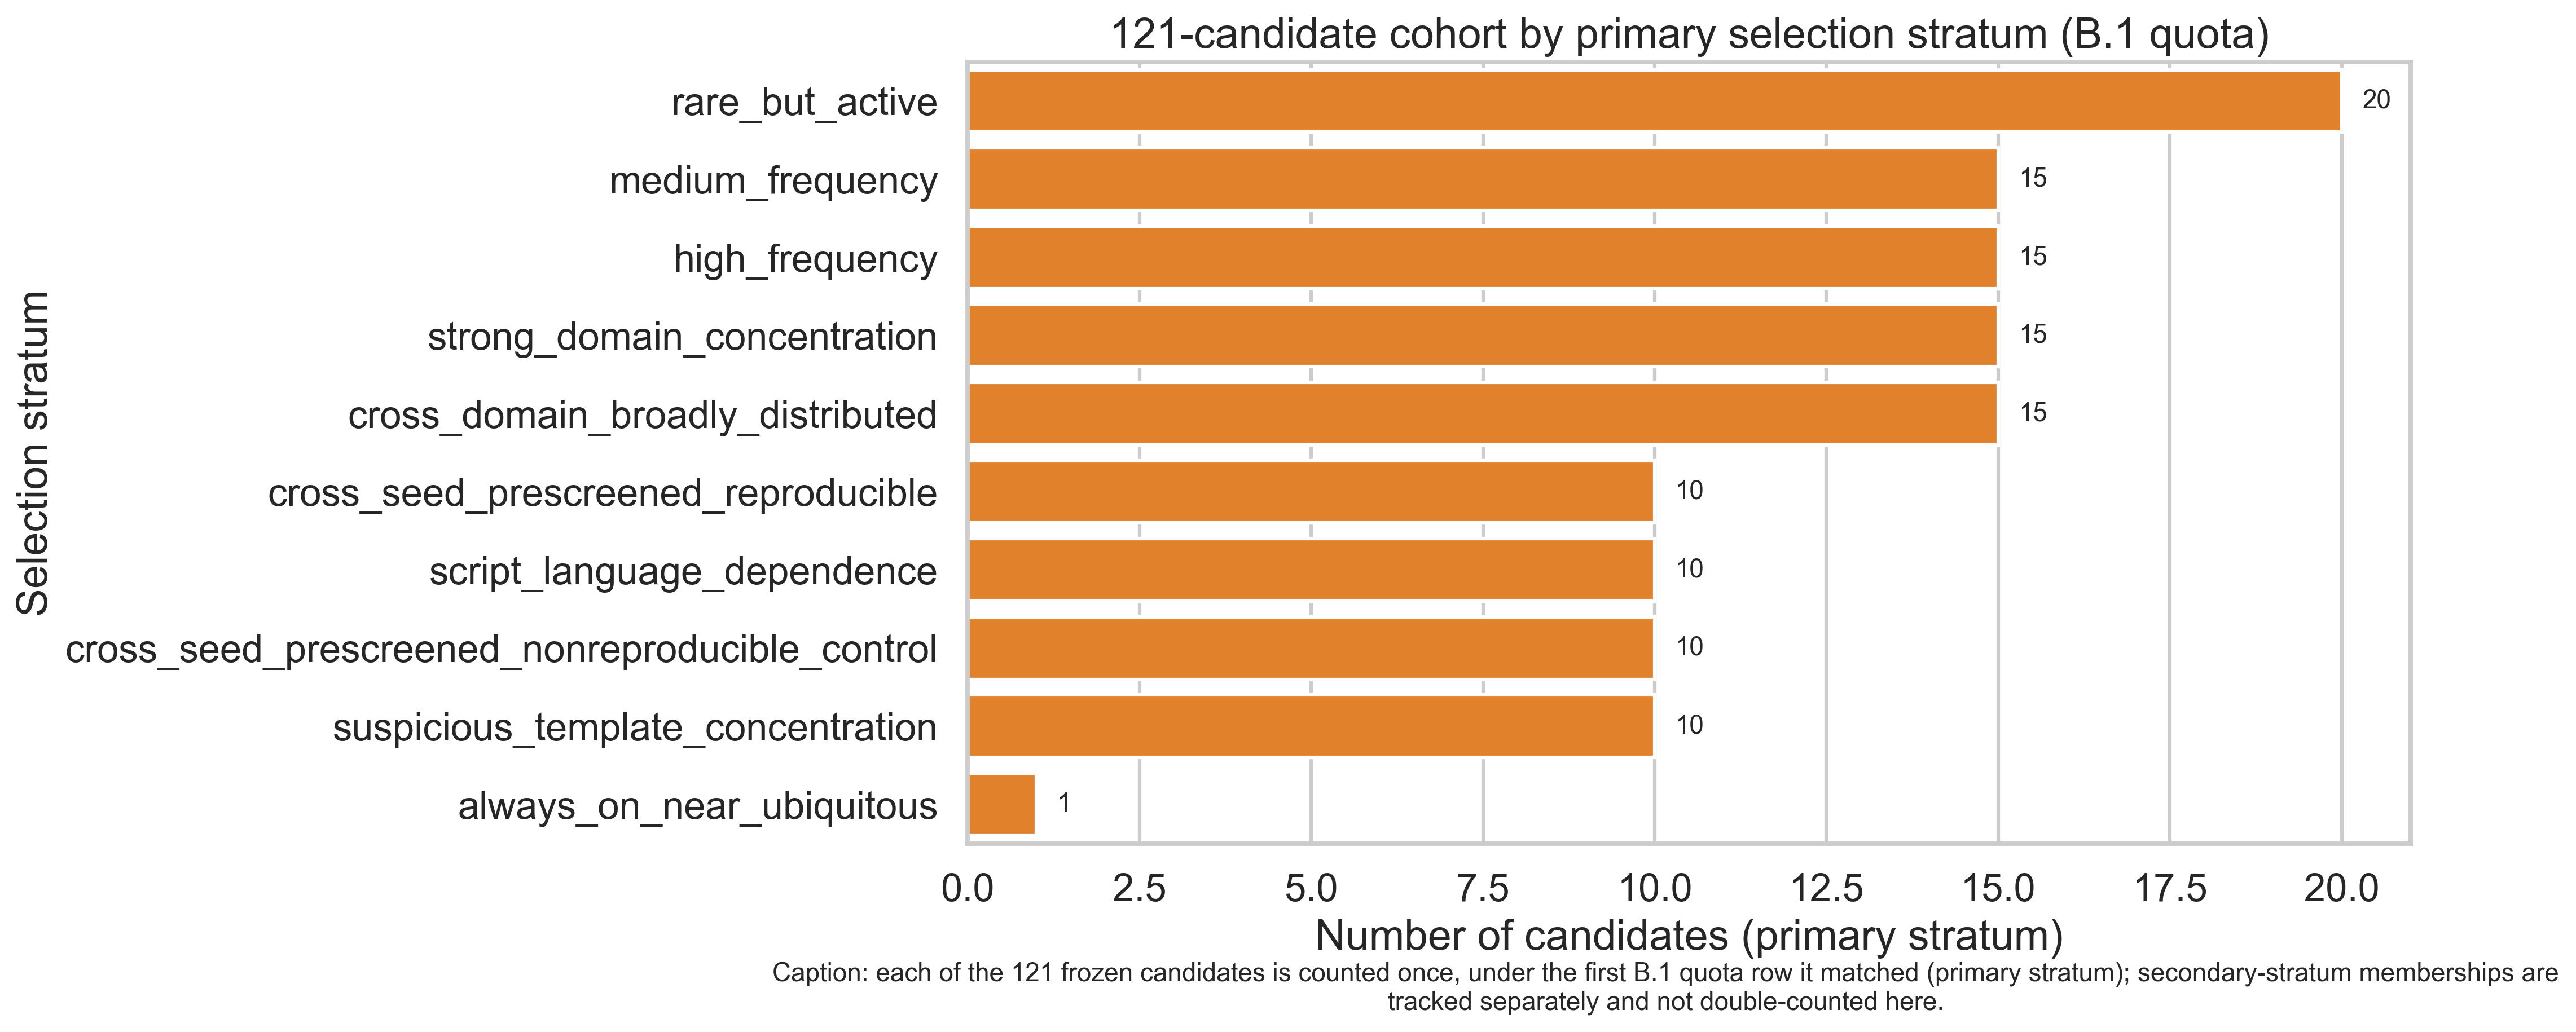 121-candidate cohort by primary selection stratum (B.1 quota)
Selection stratum
rare_but_active 20
medium_frequency 15
high_frequency 15
strong_domain_concentration 15
cross_domain_broadly_distributed 15
cross_seed_prescreened_reproducible 10
script_language_dependence 10
cross_seed_prescreened_nonreproducible_control 10
suspicious_template_concentration 10
always_on_near_ubiquitous 1
0.0 2.5 5.0 7.5 10.0 12.5 15.0 17.5 20.0
Number of candidates (primary stratum)
Caption: each of the 121 frozen candidates is counted once, under the first B.1 quota row it matched (primary stratum); secondary-stratum memberships are
tracked separately and not double-counted here.